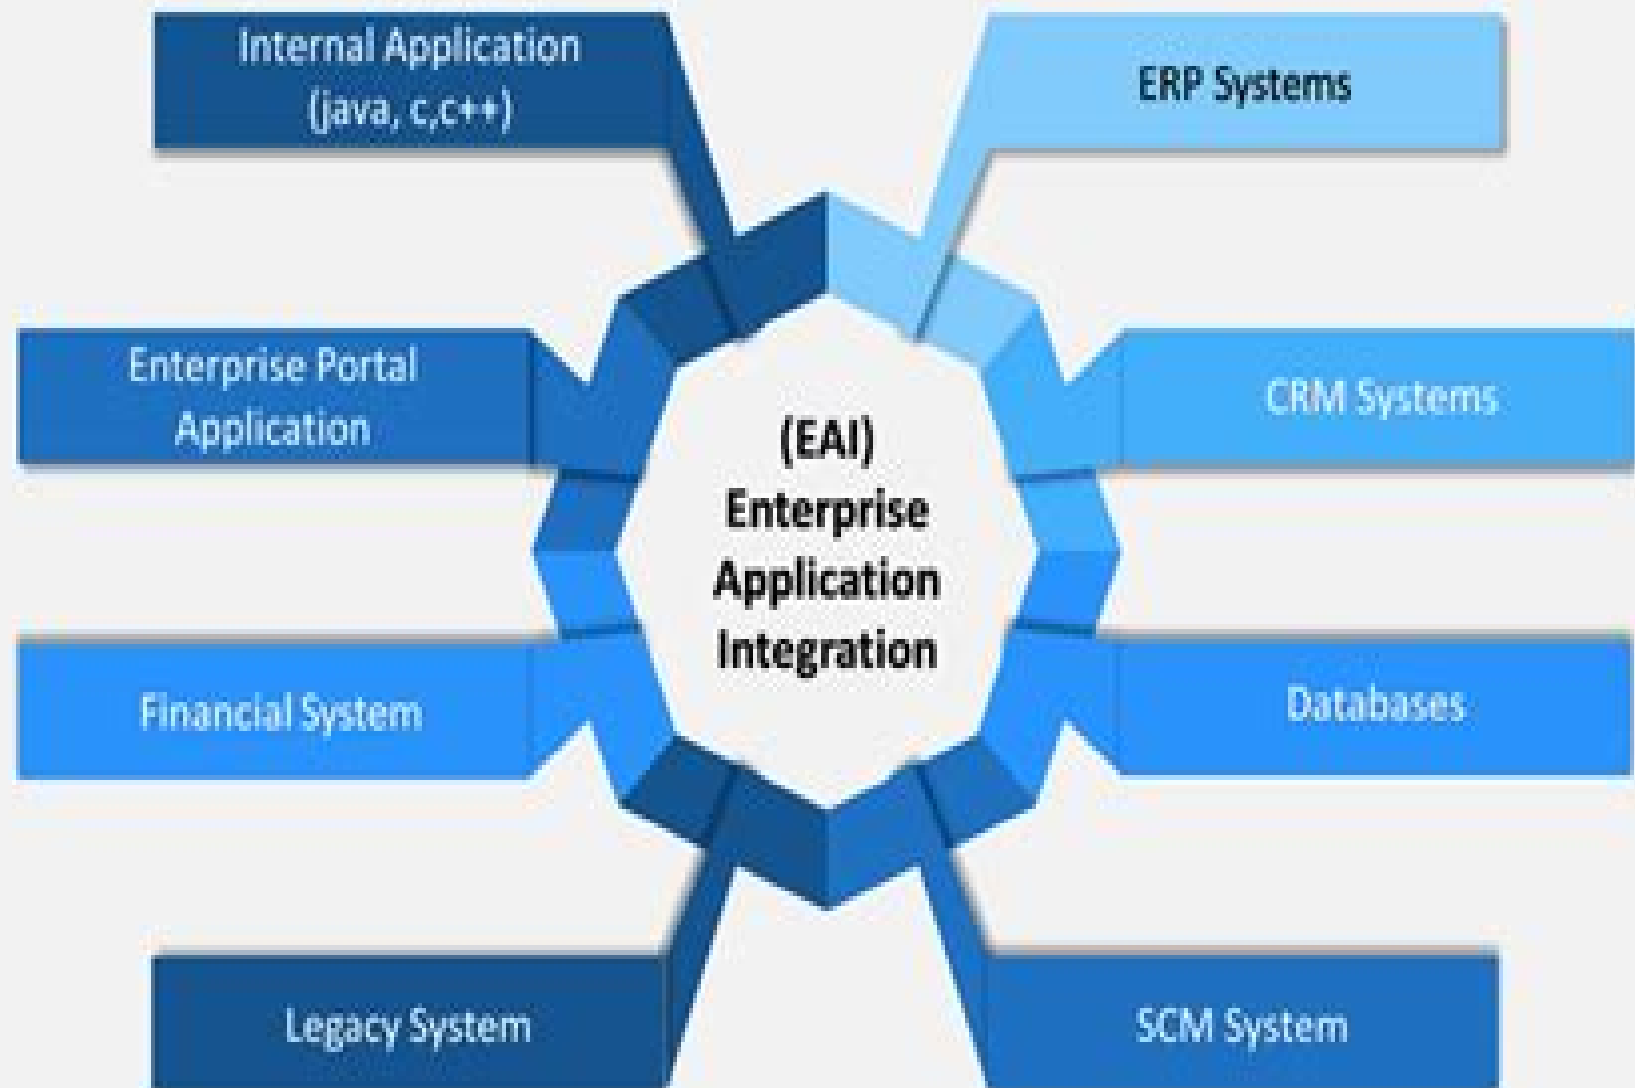 Internal Application
(java, c,c++)
ERP Systems
Enterprise Portal
Application
CRM Systems
(EAI)
Enterprise
Application
Integration
Financial System
Databases
Legacy System
SCM System